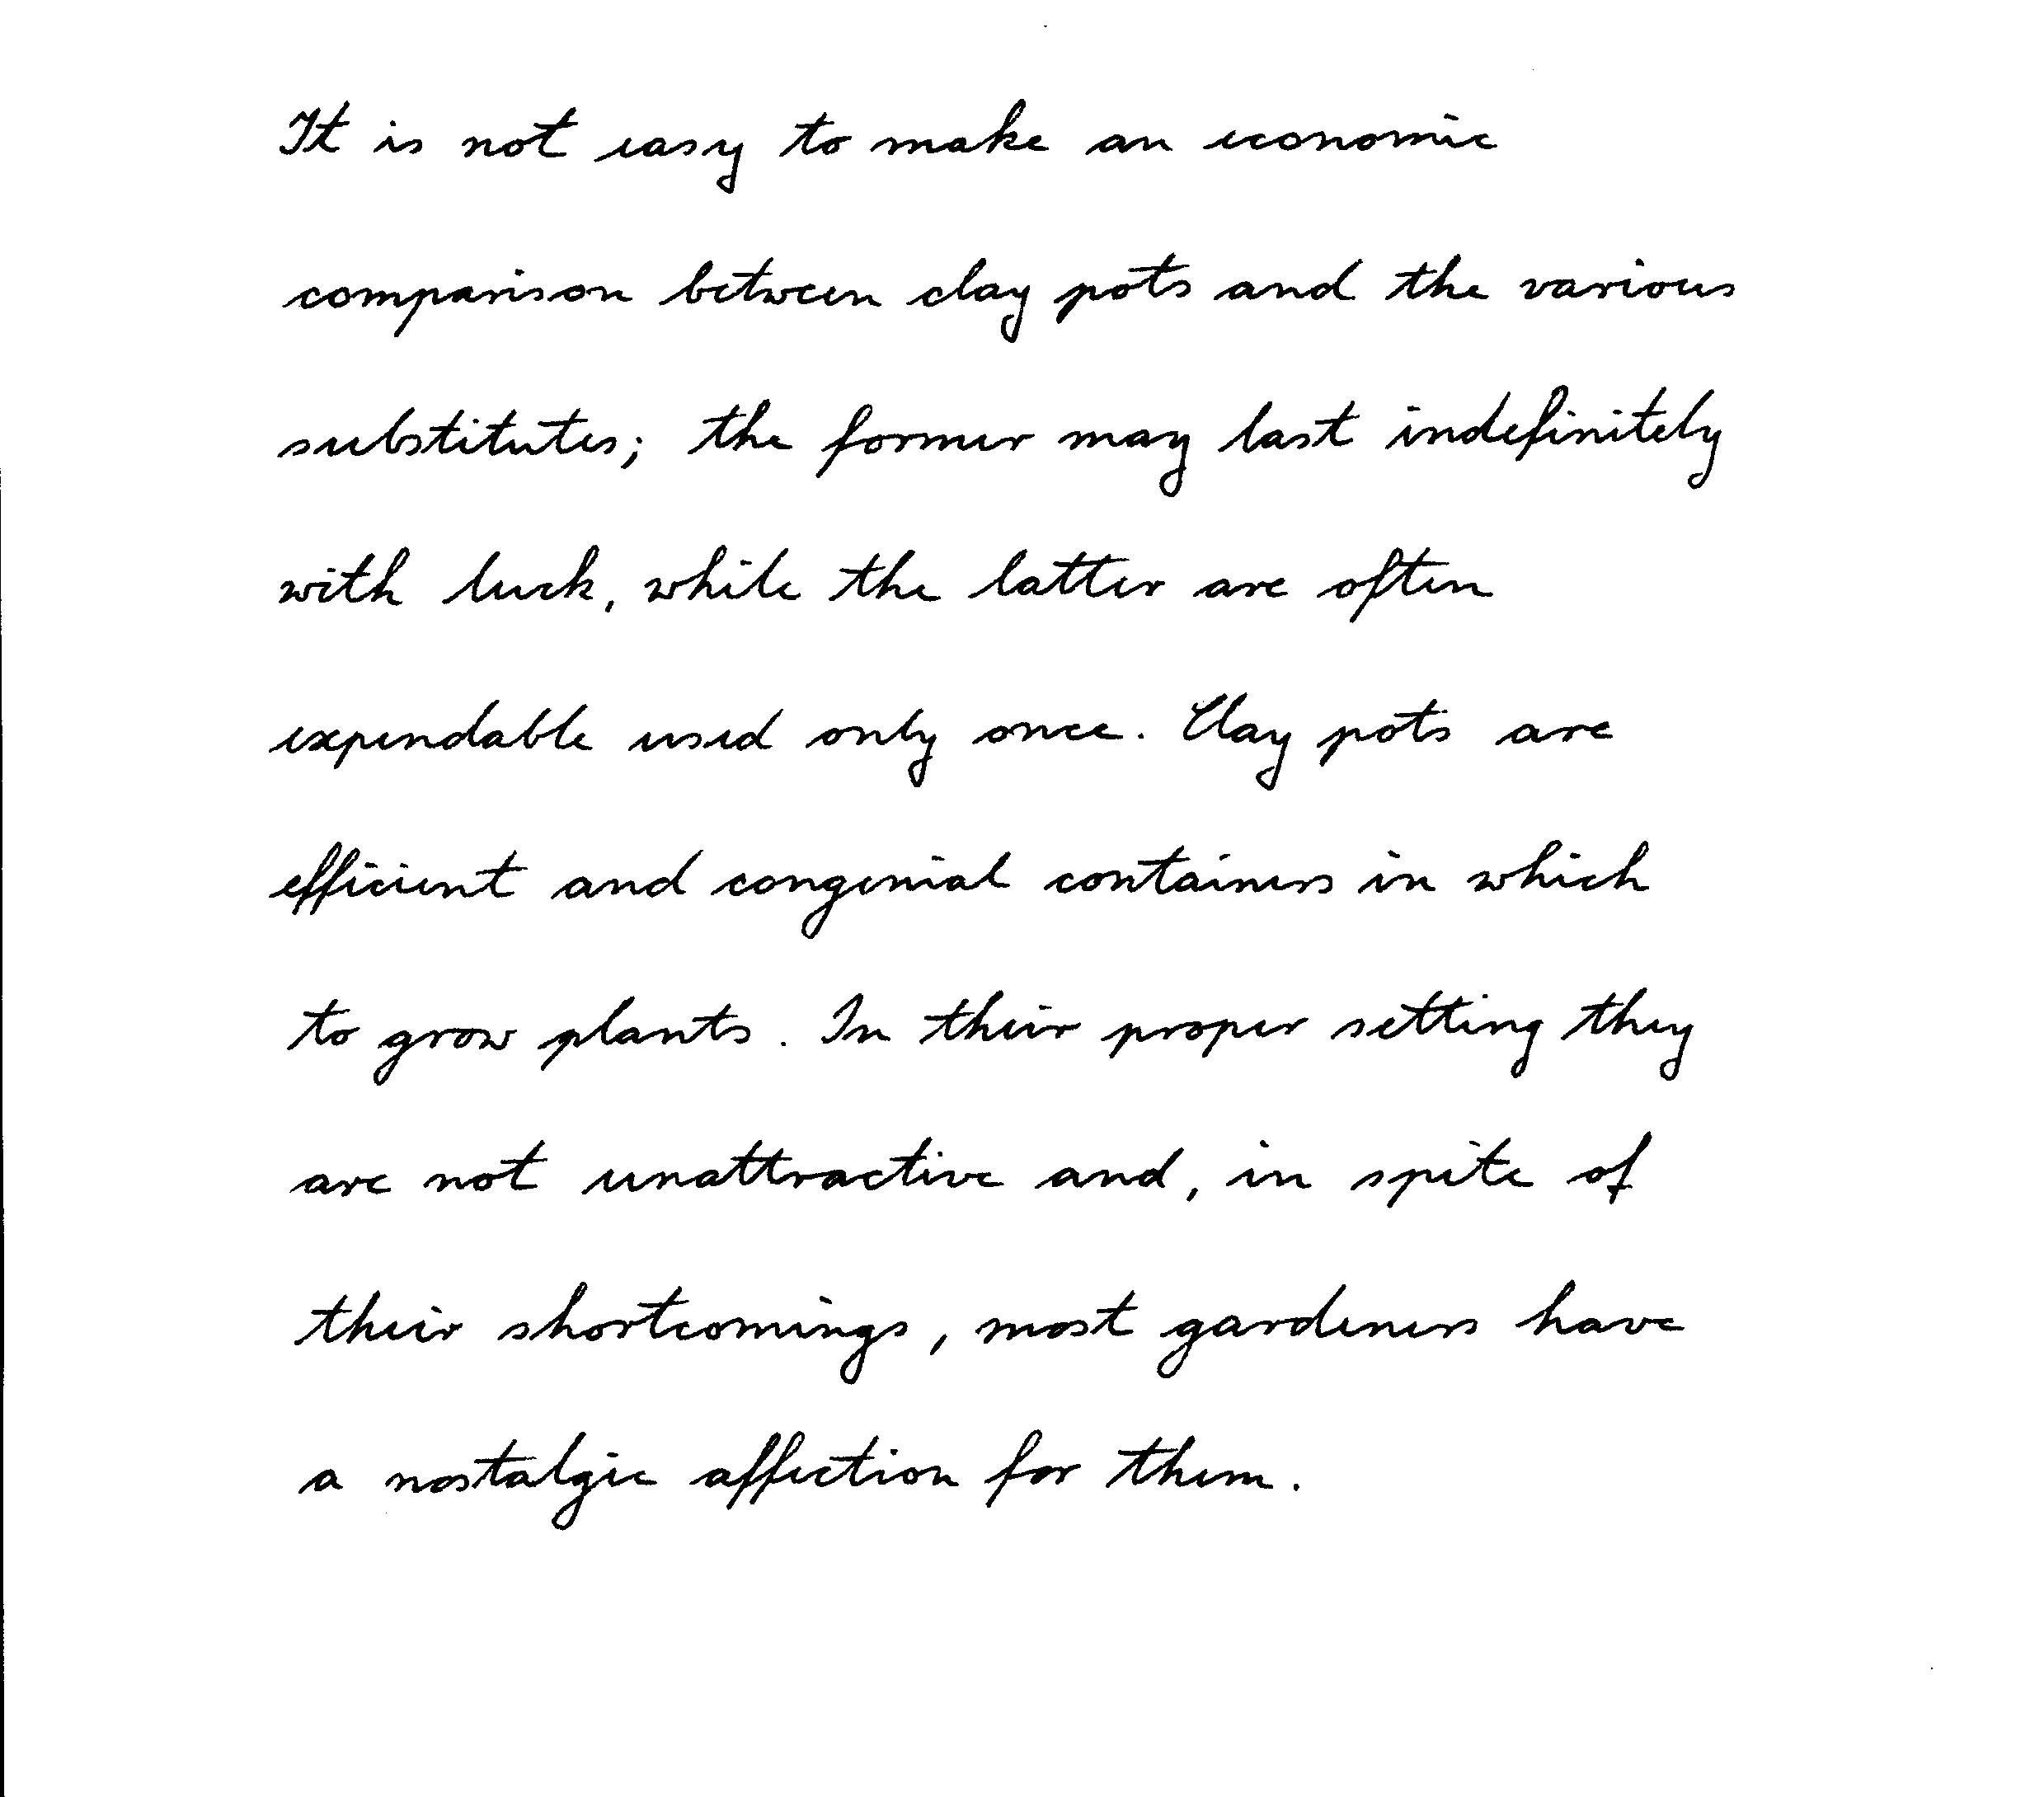 It is not easy to make an economic
comparison between clay pots and the various
substitutes; the former may last indefinitely
with luck, while the latter are often
expendable used only once. Clay pots are
efficient and congenial containers in which
to grow plants. In their proper setting they
are not unattractive and, in spite of
their shortcomings, most gardeners have
a nostalgic affection for them.